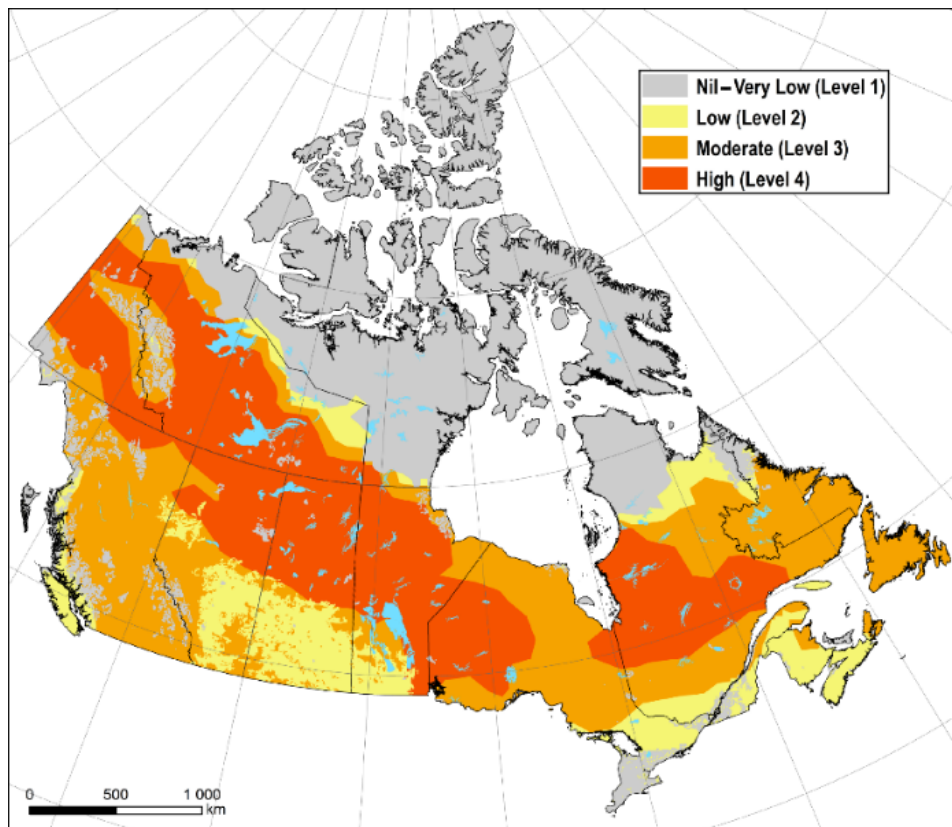 Nil–Very Low (Level 1)
Low (Level 2)
Moderate (Level 3)
High (Level 4)
0 500 1 000
km